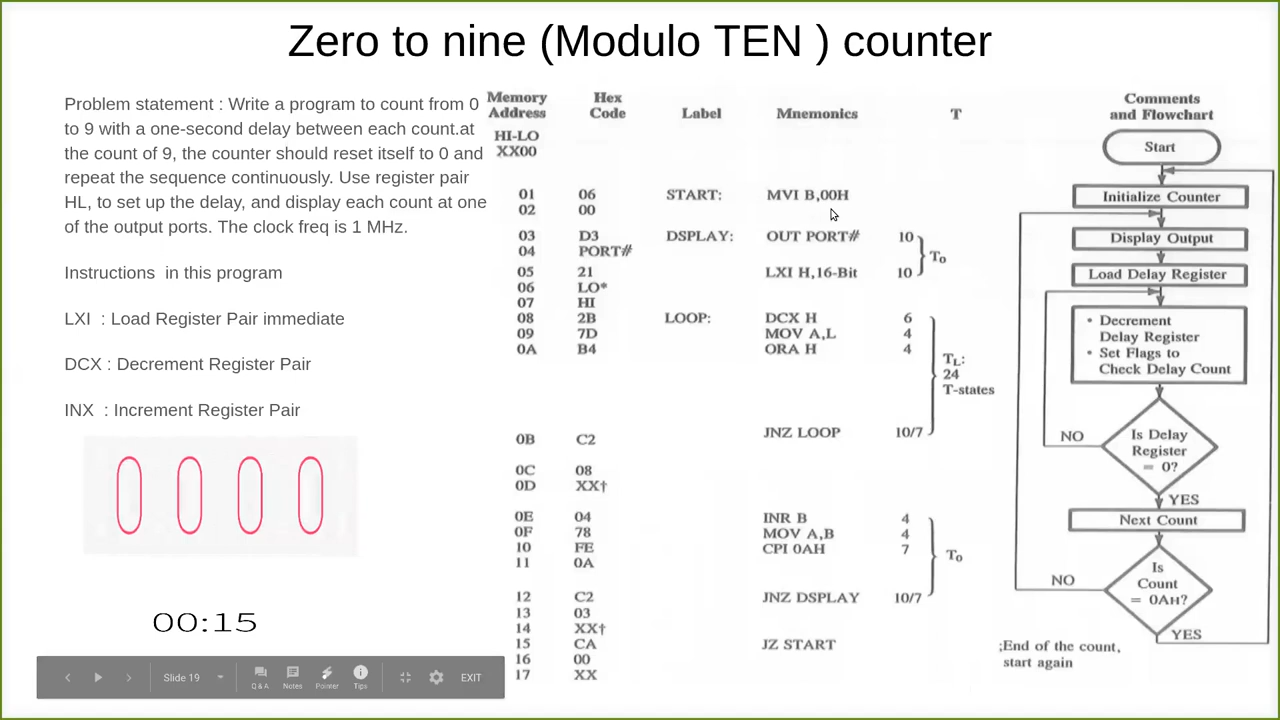 Zero to nine (Modulo TEN ) counter
Problem statement : Write a program to count from 0
to 9 with a one-second delay between each count.at
the count of 9, the counter should reset itself to 0 and
repeat the sequence continuously. Use register pair
HL, to set up the delay, and display each count at one
of the output ports. The clock freq is 1 MHz.
Instructions in this program
LXI : Load Register Pair immediate
DCX : Decrement Register Pair
INX : Increment Register Pair
00:15
Slide 19
Q & A Notes Pointer Tips EXIT
Memory Address Hex Code Label Mnemonics T Comments and Flowchart
HI-LO
XX00
01 06 START: MVI B,00H
02 00
03 D3 DSPLAY: OUT PORT# 10
04 PORT#
T₀
05 21 LXI H,16-Bit 10
06 LO*
07 HI
08 2B LOOP: DCX H 6
09 7D MOV A,L 4
0A B4 ORA H 4
T_L:
24
T-states
0B C2 JNZ LOOP 10/7
0C 08
0D XX†
0E 04 INR B 4
0F 78 MOV A,B 4
10 FE CPI 0AH 7
11 0A
T₀
12 C2 JNZ DSPLAY 10/7
13 03
14 XX†
15 CA JZ START
16 00
17 XX
Start
Initialize Counter
Display Output
Load Delay Register
• Decrement
Delay Register
• Set Flags to
Check Delay Count
Is Delay
Register
= 0?
NO
YES
Next Count
Is
Count
= 0AH?
NO
YES
;End of the count,
start again